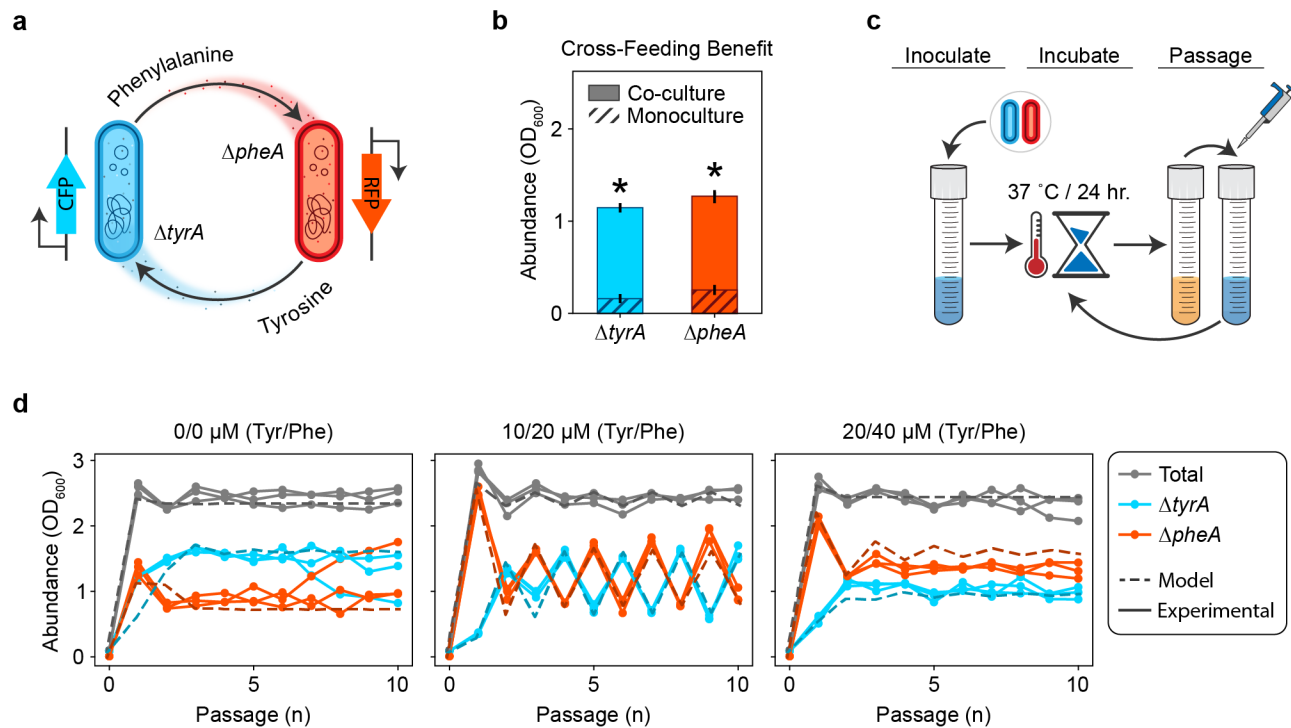 a
Phenylalanine
ΔpheA
CFP
RFP
ΔtyrA
Tyrosine
b
Cross-Feeding Benefit
Co-culture
Monoculture
Abundance (OD600)
2
1
0
*
*
ΔtyrA
ΔpheA
c
Inoculate
Incubate
Passage
37 °C / 24 hr.
d
0/0 µM (Tyr/Phe)
10/20 µM (Tyr/Phe)
20/40 µM (Tyr/Phe)
Abundance (OD600)
3
2
1
0
0
5
10
Passage (n)
0
5
10
Passage (n)
0
5
10
Passage (n)
Total
ΔtyrA
ΔpheA
Model
Experimental